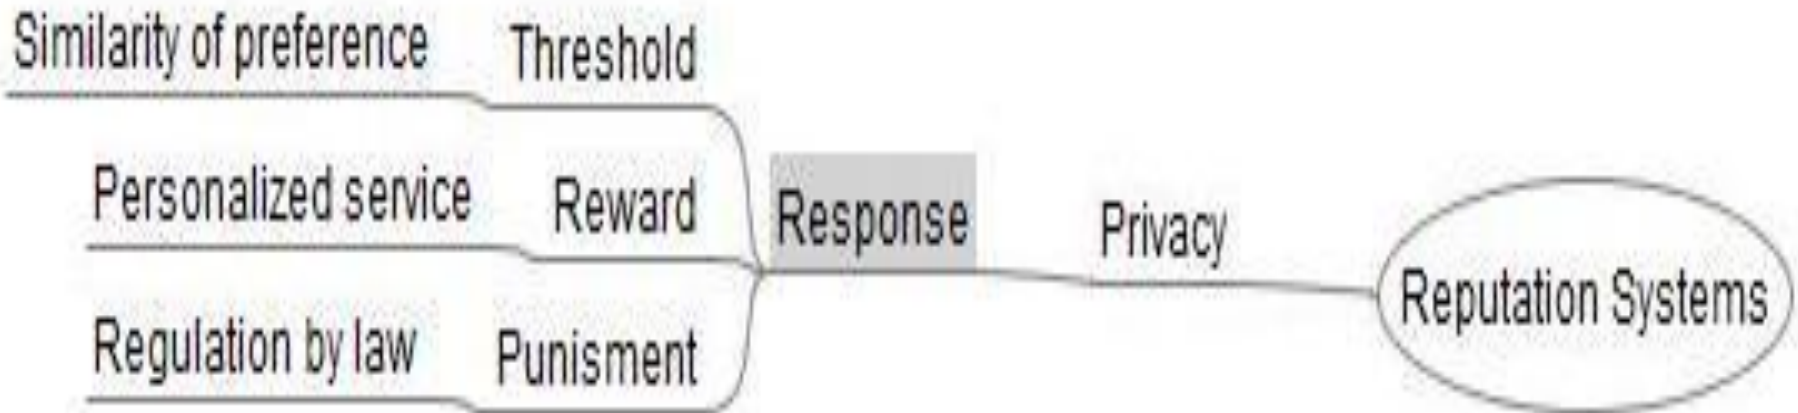 Similarity of preference
Threshold
Personalized service
Reward
Response
Privacy
Reputation Systems
Regulation by law
Punisment